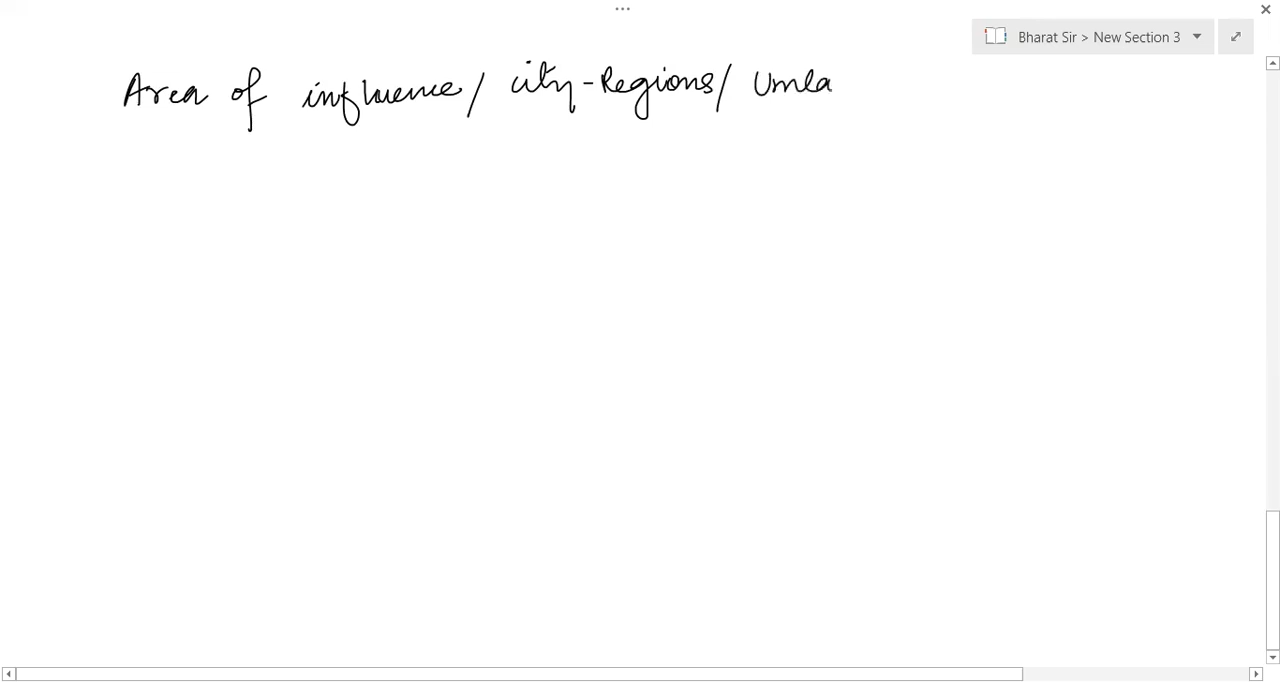 Bharat Sir > New Section 3
Area of influence/ city-Regions/ Umla